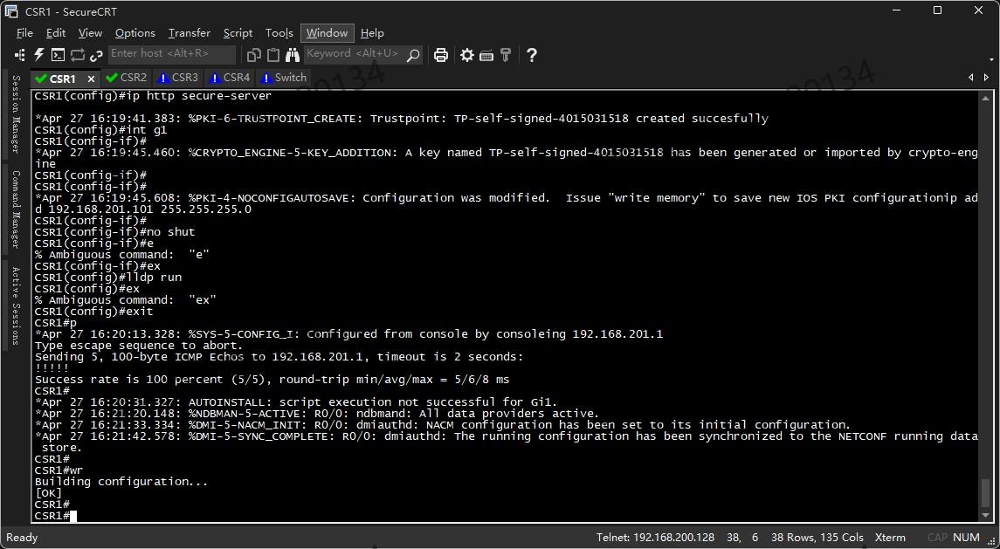 CSR1 - SecureCRT
File Edit View Options Transfer Script Tools Window Help
Enter host <Alt+R> Keyword <Alt+U>
CSR1 CSR2 CSR3 CSR4 Switch
Session Manager
Command Manager
Active Sessions
CSR1(config)#ip http secure-server
*Apr 27 16:19:41.383: %PKI-6-TRUSTPOINT_CREATE: Trustpoint: TP-self-signed-4015031518 created succesfully
CSR1(config)#int g1
CSR1(config-if)#
*Apr 27 16:19:45.460: %CRYPTO_ENGINE-5-KEY_ADDITION: A key named TP-self-signed-4015031518 has been generated or imported by crypto-eng
ine
CSR1(config-if)#
CSR1(config-if)#
*Apr 27 16:19:45.608: %PKI-4-NOCONFIGAUTOSAVE: Configuration was modified.  Issue "write memory" to save new IOS PKI configurationip ad
d 192.168.201.101 255.255.255.0
CSR1(config-if)#
CSR1(config-if)#no shut
CSR1(config-if)#e
% Ambiguous command:  "e"
CSR1(config-if)#ex
CSR1(config)#lldp run
CSR1(config)#ex
% Ambiguous command:  "ex"
CSR1(config)#exit
CSR1#p
*Apr 27 16:20:13.328: %SYS-5-CONFIG_I: Configured from console by consoleing 192.168.201.1
Type escape sequence to abort.
Sending 5, 100-byte ICMP Echos to 192.168.201.1, timeout is 2 seconds:
!!!!!
Success rate is 100 percent (5/5), round-trip min/avg/max = 5/6/8 ms
CSR1#
*Apr 27 16:20:31.327: AUTOINSTALL: script execution not successful for Gi1.
*Apr 27 16:21:20.148: %NDBMAN-5-ACTIVE: R0/0: ndbmand: All data providers active.
*Apr 27 16:21:33.334: %DMI-5-NACM_INIT: R0/0: dmiauthd: NACM configuration has been set to its initial configuration.
*Apr 27 16:21:42.578: %DMI-5-SYNC_COMPLETE: R0/0: dmiauthd: The running configuration has been synchronized to the NETCONF running data
 store.
CSR1#
CSR1#wr
Building configuration...
[OK]
CSR1#
CSR1#
Ready Telnet: 192.168.200.128 38, 6 38 Rows, 135 Cols Xterm CAP NUM